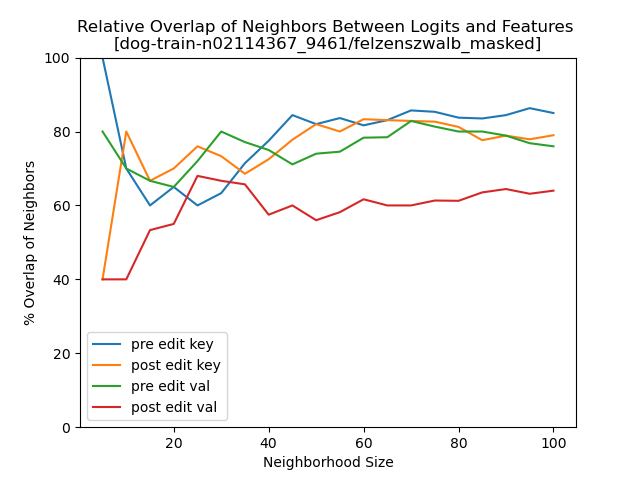 Relative Overlap of Neighbors Between Logits and Features
[dog-train-n02114367_9461/felzenszwalb_masked]
% Overlap of Neighbors
100
80
60
40
20
0
pre edit key
post edit key
pre edit val
post edit val
20 40 60 80 100
Neighborhood Size